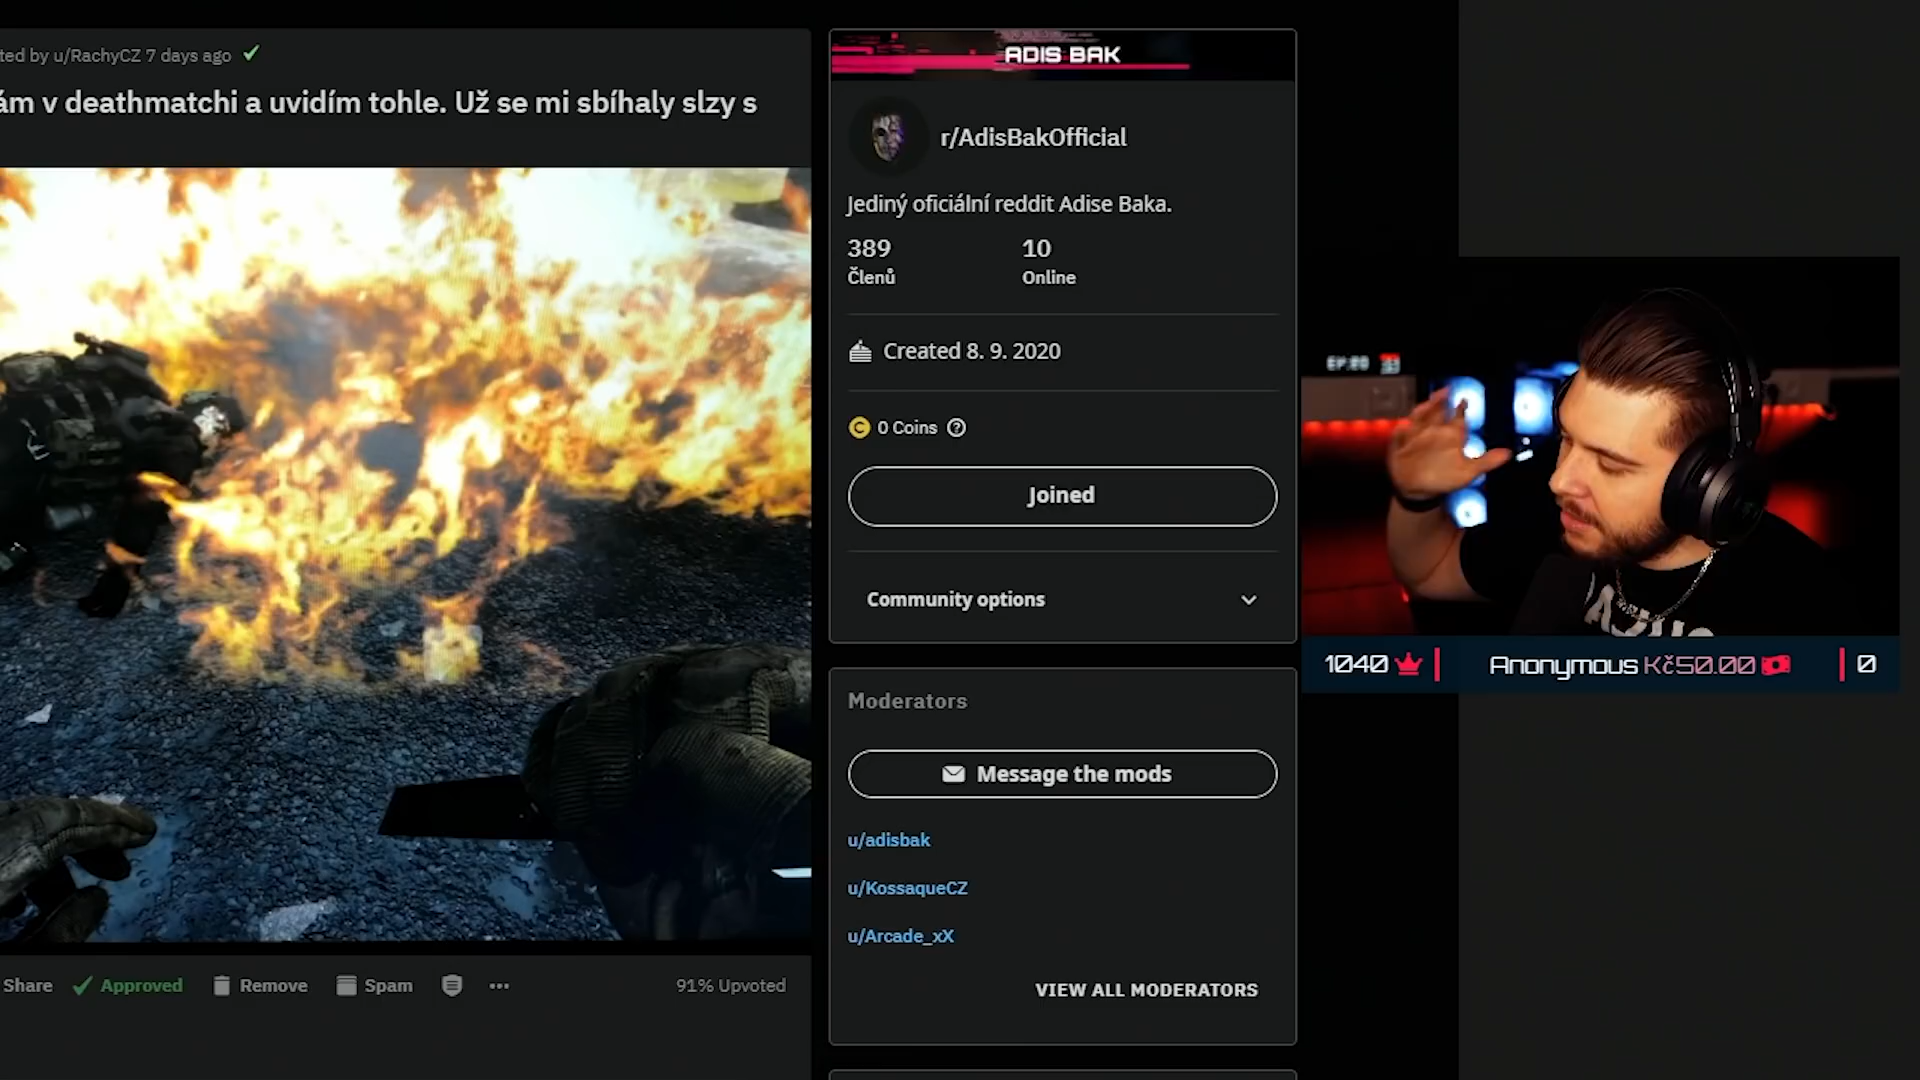 ted by u/RachyCZ 7 days ago
ám v deathmatchi a uvidím tohle. Už se mi sbíhaly slzy s
Share
Approved
Remove
Spam
91% Upvoted
ADIS BAK
r/AdisBakOfficial
Jediný oficiální reddit Adise Baka.
389
Členů
10
Online
Created 8. 9. 2020
0 Coins
Joined
Community options
Moderators
Message the mods
u/adisbak
u/KossaqueCZ
u/Arcade_xX
VIEW ALL MODERATORS
1040
Anonymous Kč50.00
0